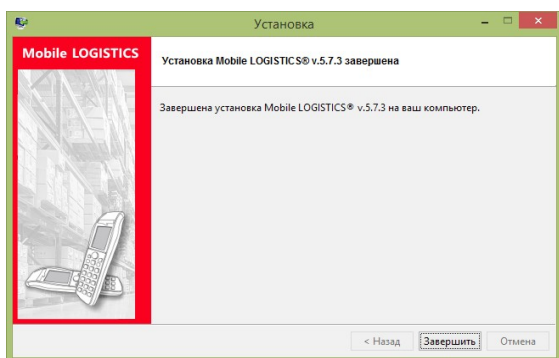 Установка
Mobile LOGISTICS
Установка Mobile LOGISTICS® v.5.7.3 завершена
Завершена установка Mobile LOGISTICS® v.5.7.3 на ваш компьютер.
< Назад Завершить Отмена